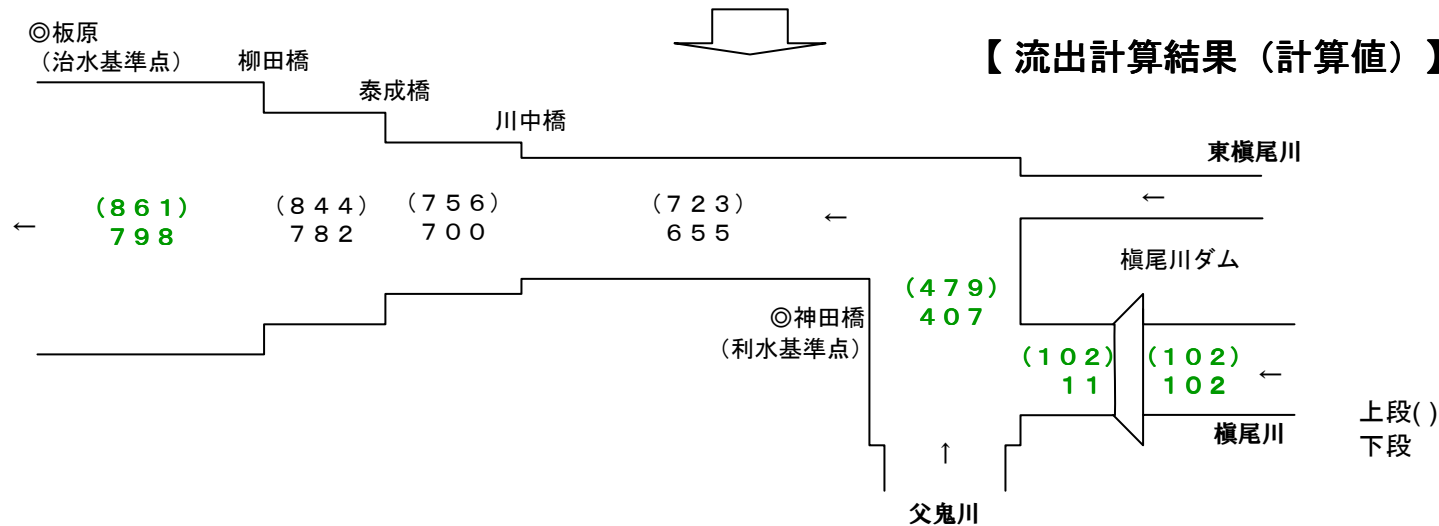 ◎板原
（治水基準点）
柳田橋
泰成橋
川中橋
【 流出計算結果（計算値）】
東槇尾川
←
（８６１）
７９８
←
（８４４）
７８２
（７５６）
７００
（７２３）
６５５
←
槇尾川ダム
（４７９）
４０７
◎神田橋
（利水基準点）
（１０２）
１１
（１０２）
１０２
←
槇尾川
↑
父鬼川
上段( )
下段